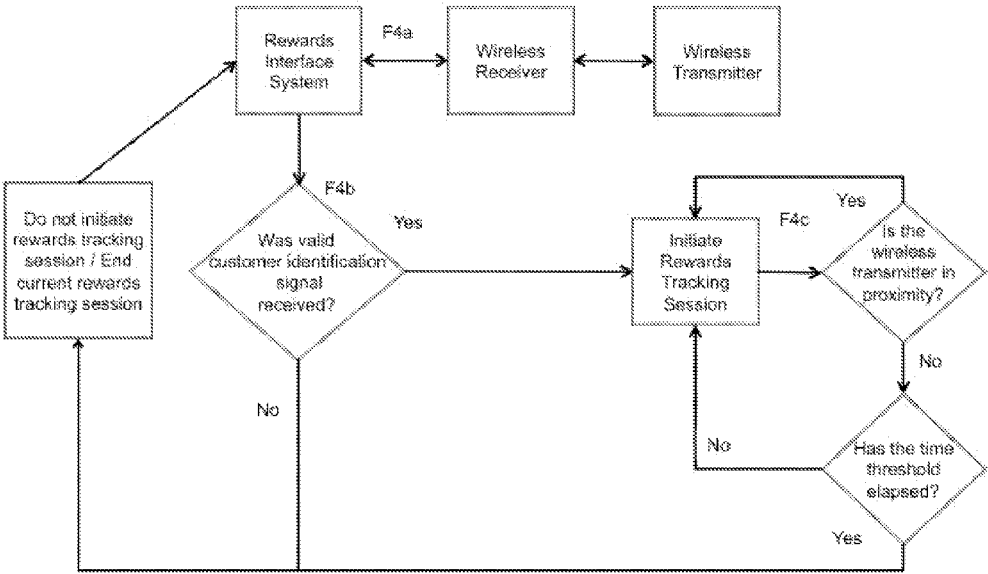 Rewards
Interface
System
F4a
Wireless
Receiver
Wireless
Transmitter
Do not initiate
rewards tracking
session / End
current rewards
tracking session
F4b
Was valid
customer identification
signal
received?
Yes
No
Initiate
Rewards
Tracking
Session
F4c
Yes
Is the
wireless
transmitter in
proximity?
No
Has the time
threshold
elapsed?
No
Yes